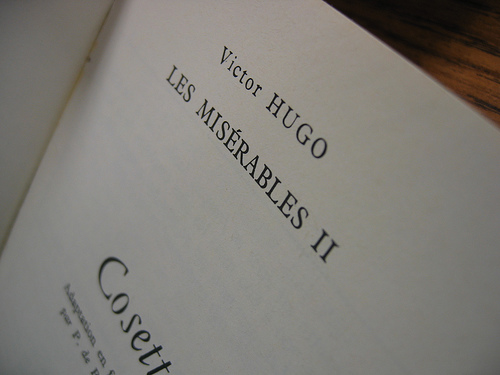 Victor HUGO
LES MISÉRABLES II
Cosett
Adaptation en
par P. de